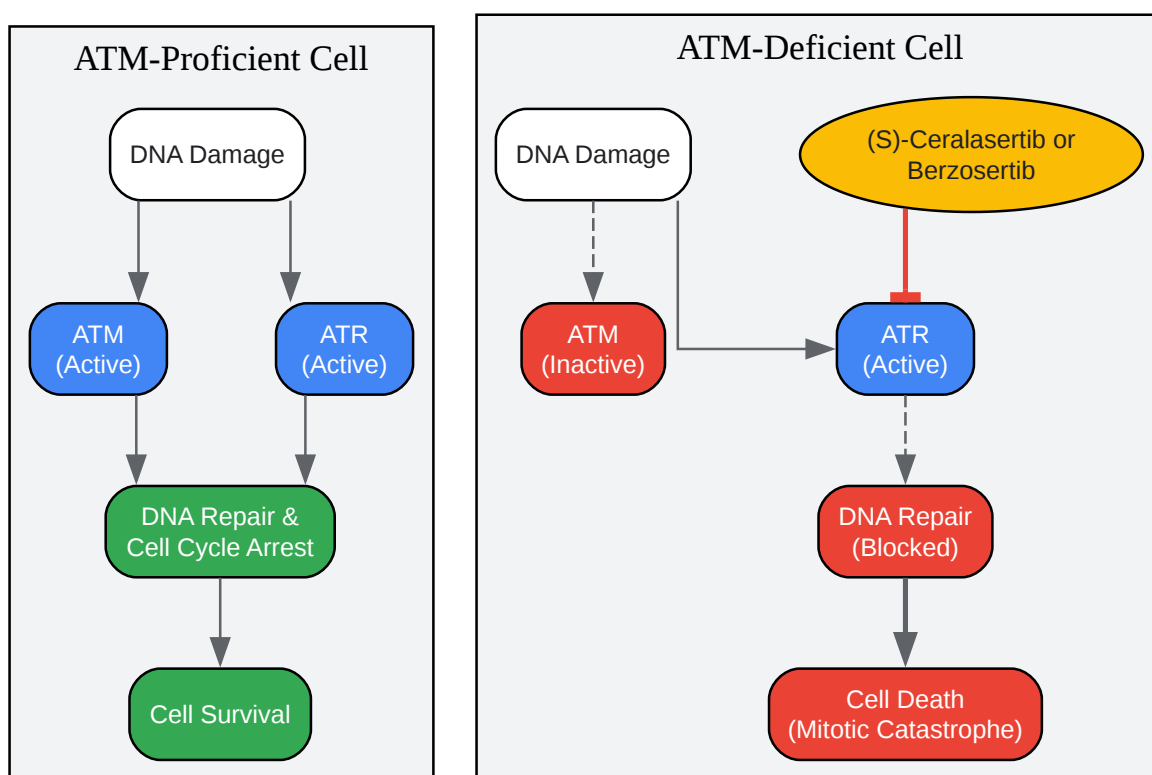 ATM-Proficient Cell
DNA Damage
ATM
(Active)
ATR
(Active)
DNA Repair &
Cell Cycle Arrest
Cell Survival
ATM-Deficient Cell
DNA Damage
(S)-Ceralasertib or
Berzosertib
ATM
(Inactive)
ATR
(Active)
DNA Repair
(Blocked)
Cell Death
(Mitotic Catastrophe)